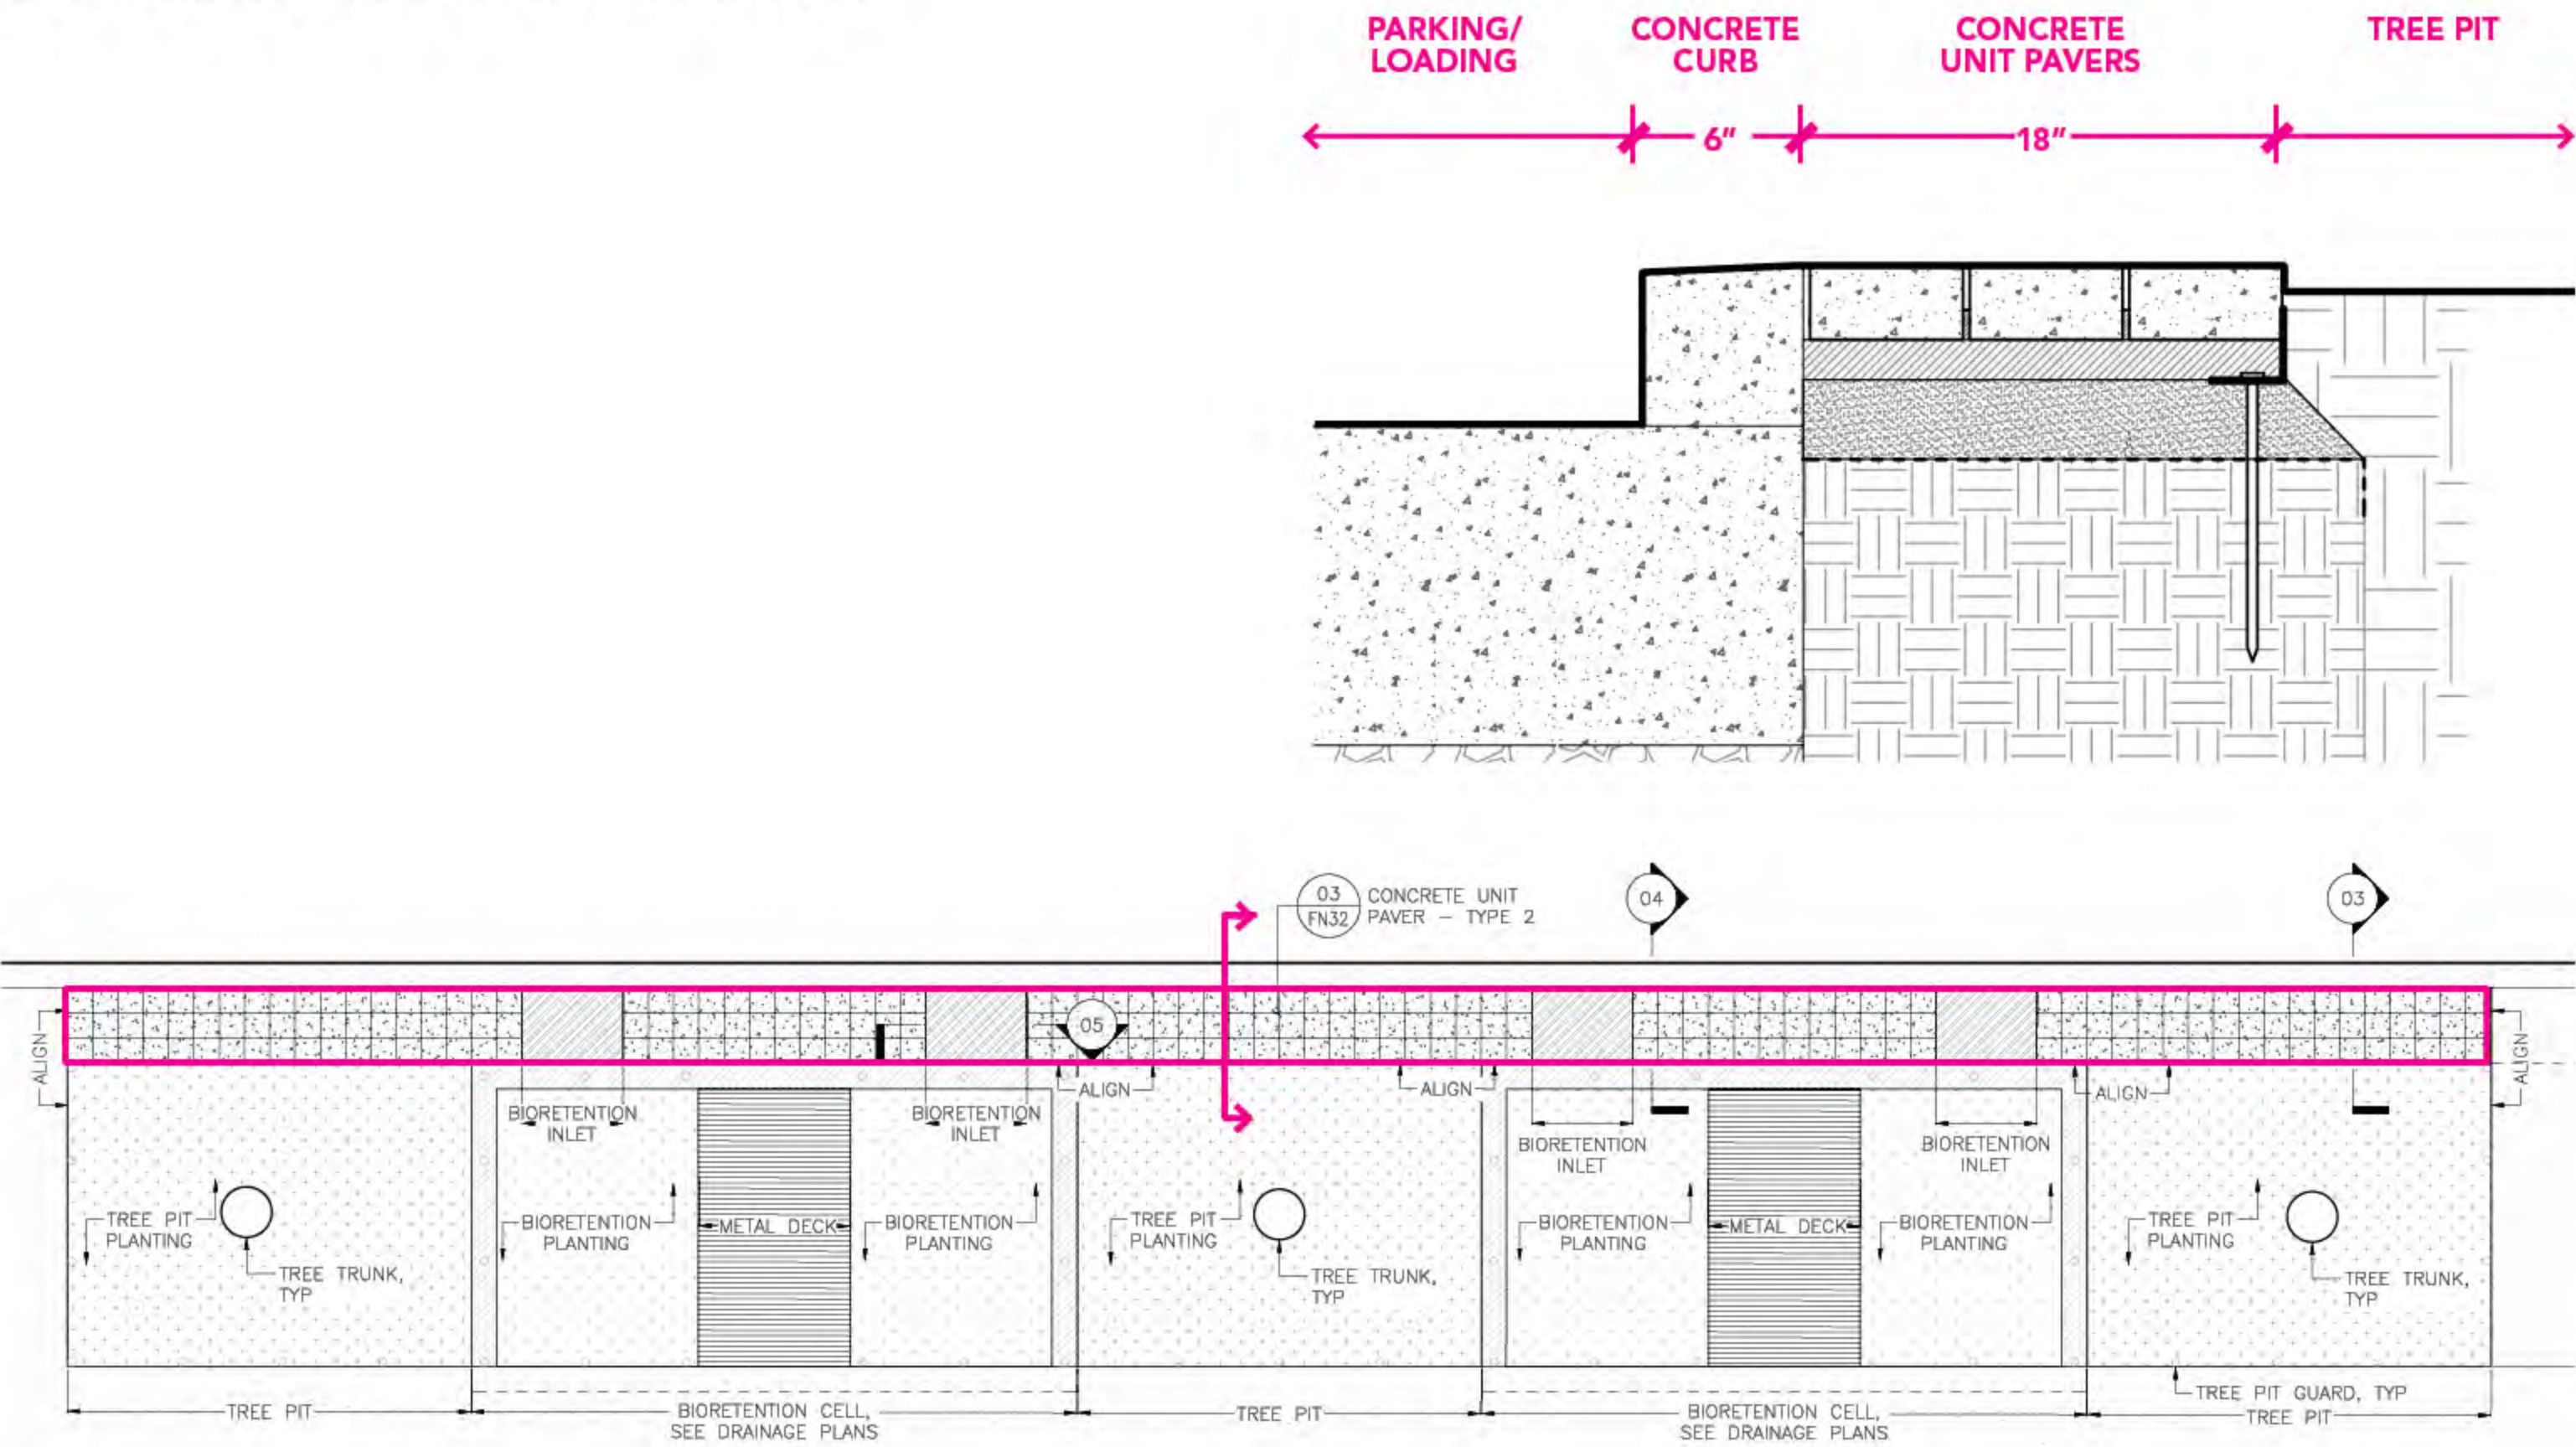 PARKING/
LOADING
CONCRETE
CURB
CONCRETE
UNIT PAVERS
TREE PIT
6"
18"
03
FN32
CONCRETE UNIT
PAVER – TYPE 2
04
03
05
ALIGN
ALIGN
ALIGN
ALIGN
ALIGN
BIORETENTION
INLET
BIORETENTION
INLET
BIORETENTION
INLET
BIORETENTION
INLET
TREE PIT
PLANTING
BIORETENTION
PLANTING
METAL DECK
BIORETENTION
PLANTING
TREE PIT
PLANTING
BIORETENTION
PLANTING
METAL DECK
BIORETENTION
PLANTING
TREE PIT
PLANTING
TREE TRUNK,
TYP
TREE TRUNK,
TYP
TREE TRUNK,
TYP
TREE PIT GUARD, TYP
TREE PIT
BIORETENTION CELL,
SEE DRAINAGE PLANS
TREE PIT
BIORETENTION CELL,
SEE DRAINAGE PLANS
TREE PIT